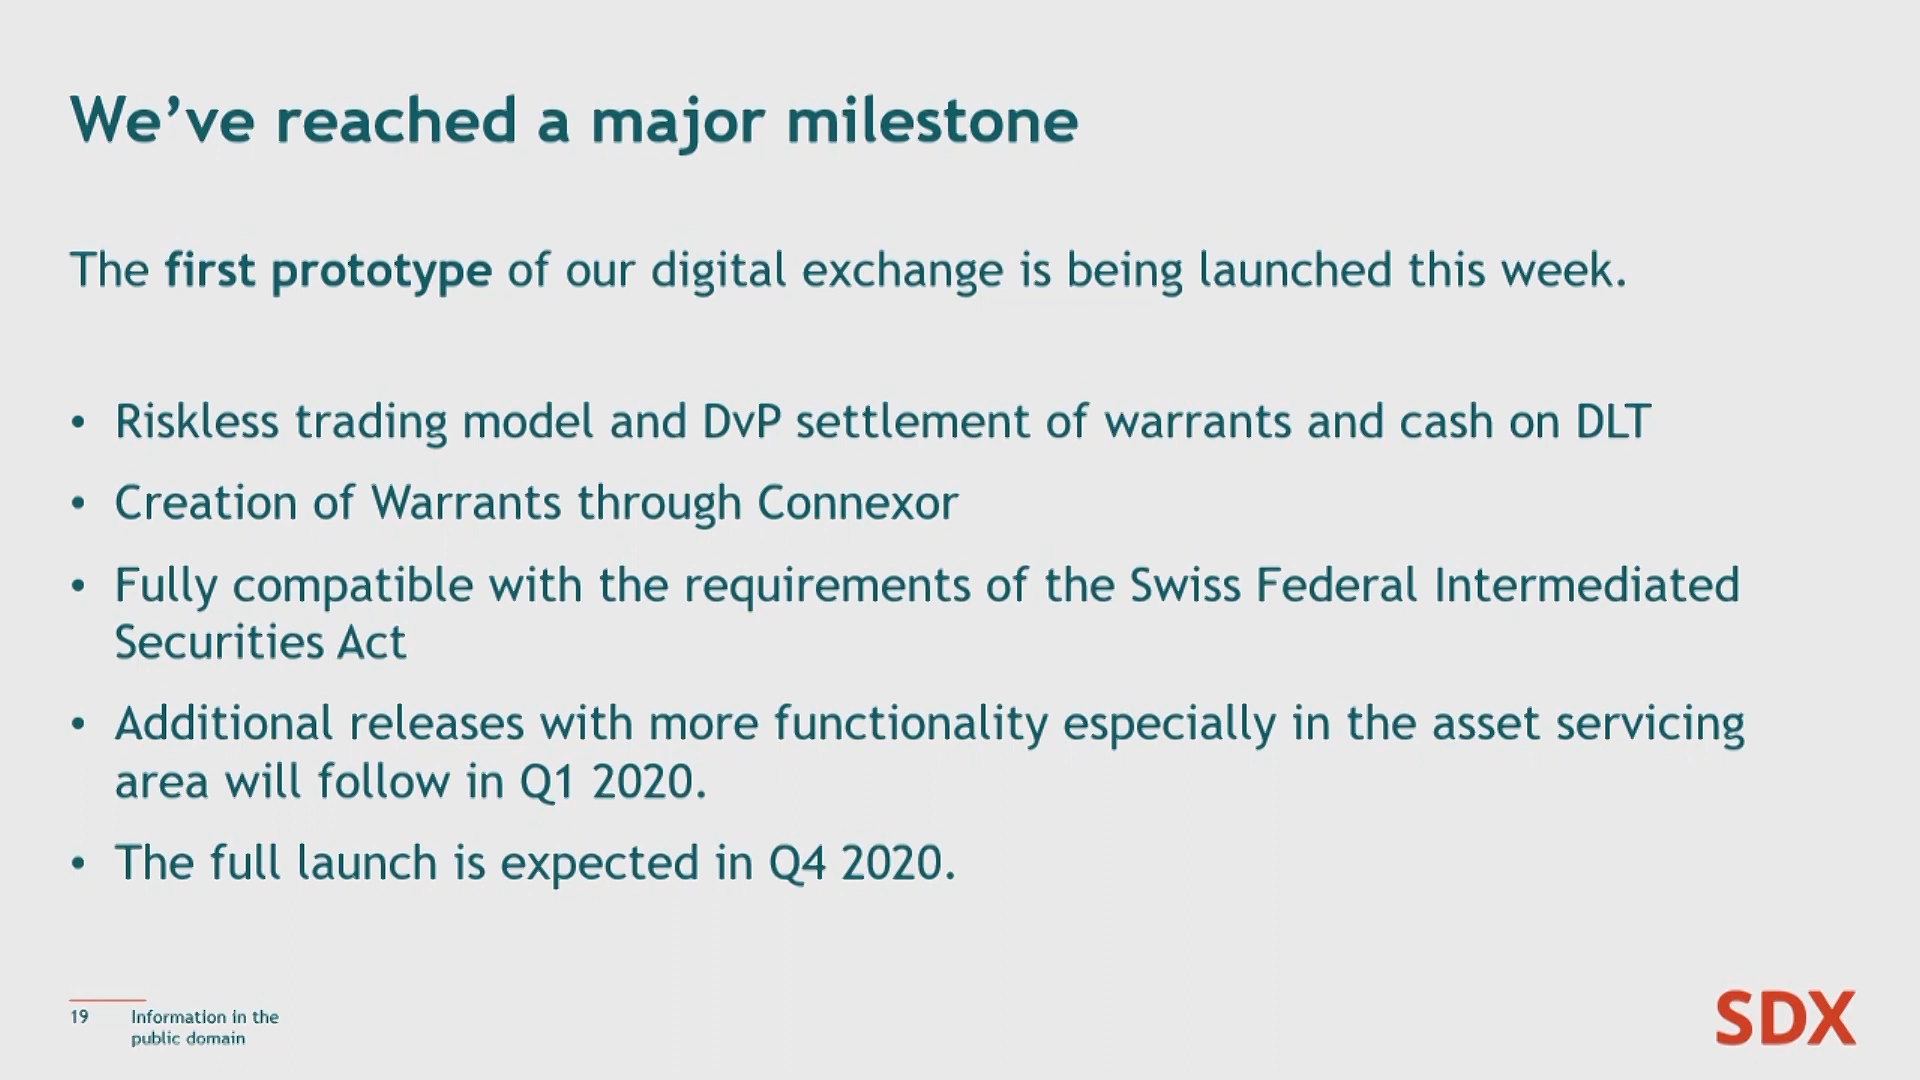 We’ve reached a major milestone
The first prototype of our digital exchange is being launched this week.
• Riskless trading model and DvP settlement of warrants and cash on DLT
• Creation of Warrants through Connexor
• Fully compatible with the requirements of the Swiss Federal Intermediated
Securities Act
• Additional releases with more functionality especially in the asset servicing
area will follow in Q1 2020.
• The full launch is expected in Q4 2020.
19 Information in the
public domain
SDX